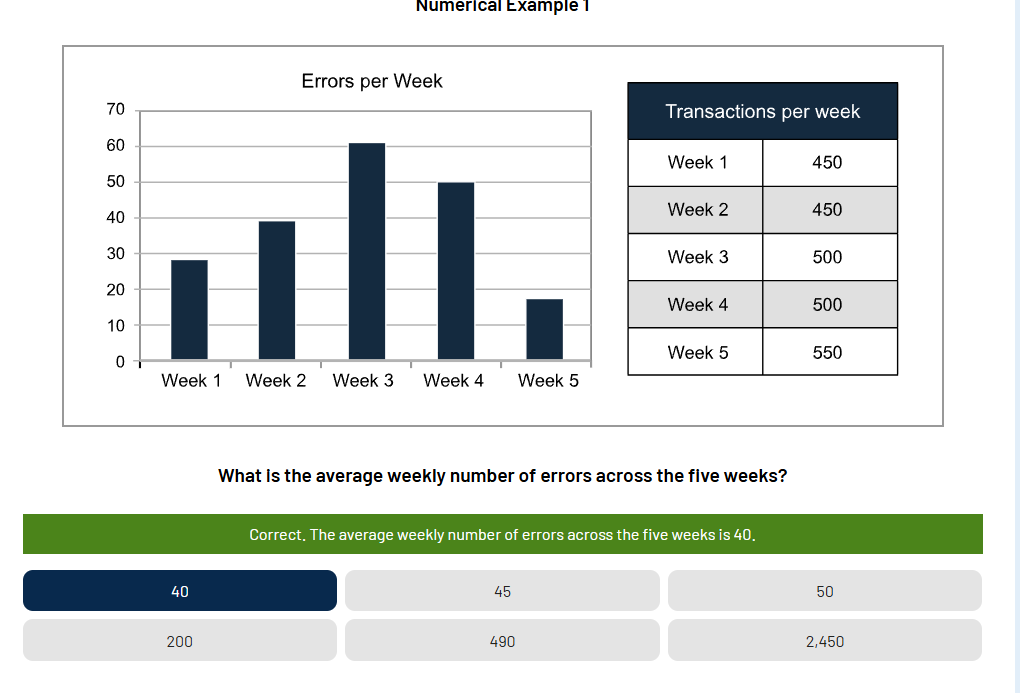 Numerical Example 1
Errors per Week
70
60
50
40
30
20
10
0
Week 1 Week 2 Week 3 Week 4 Week 5
Transactions per week
Week 1 450
Week 2 450
Week 3 500
Week 4 500
Week 5 550
What is the average weekly number of errors across the five weeks?
Correct. The average weekly number of errors across the five weeks is 40.
40 45 50
200 490 2,450